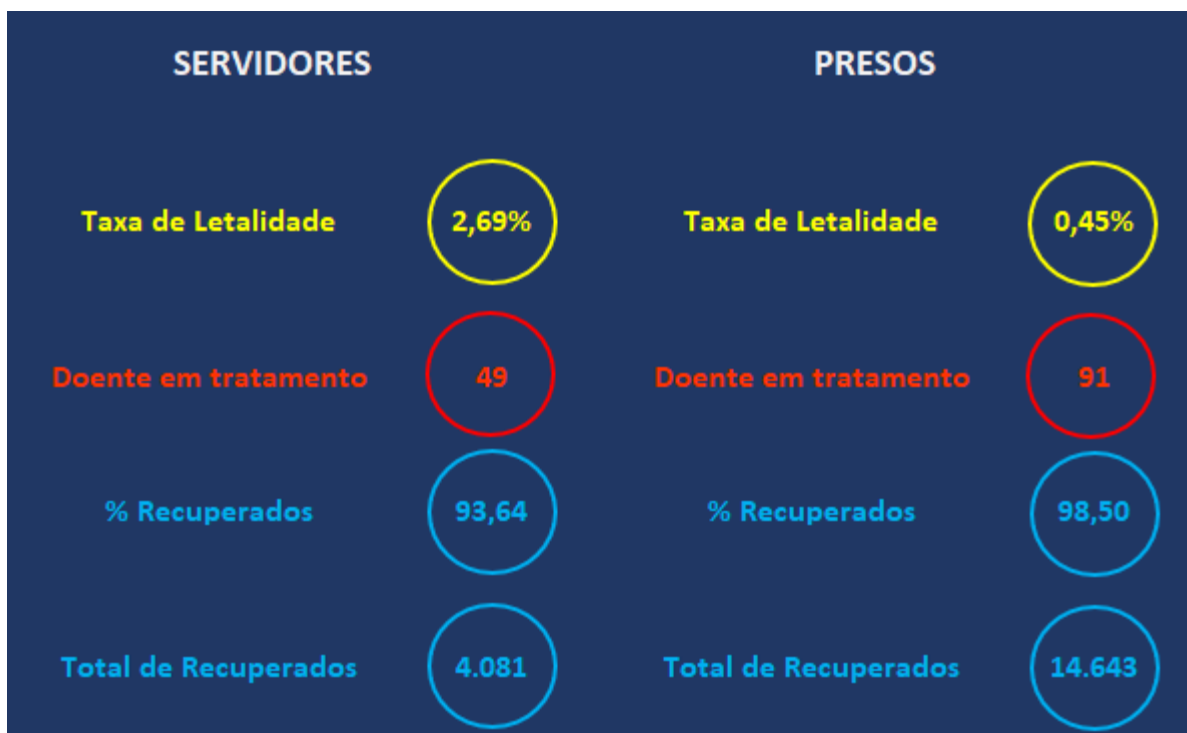 SERVIDORES
Taxa de Letalidade 2,69%
Doente em tratamento 49
% Recuperados 93,64
Total de Recuperados 4.081
PRESOS
Taxa de Letalidade 0,45%
Doente em tratamento 91
% Recuperados 98,50
Total de Recuperados 14.643